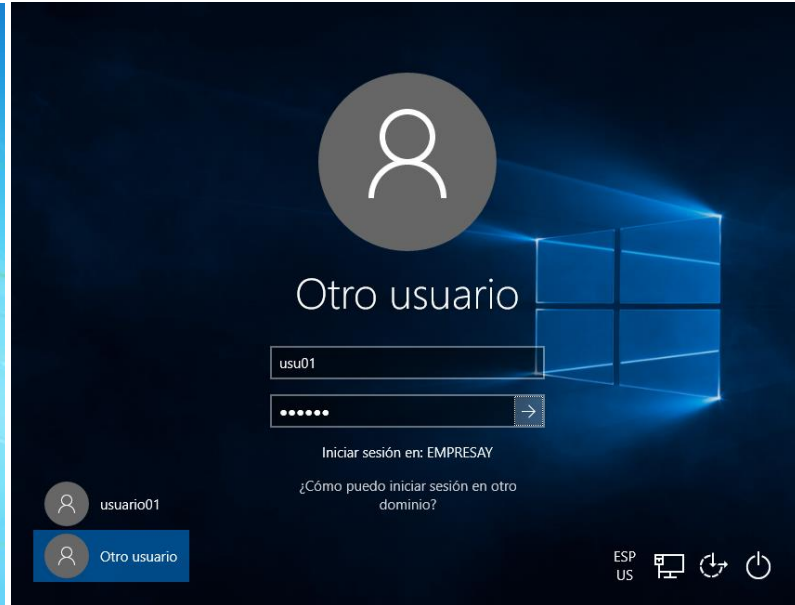 Otro usuario
usu01
••••••
Iniciar sesión en: EMPRESAY
¿Cómo puedo iniciar sesión en otro
dominio?
usuario01
Otro usuario
ESP
US